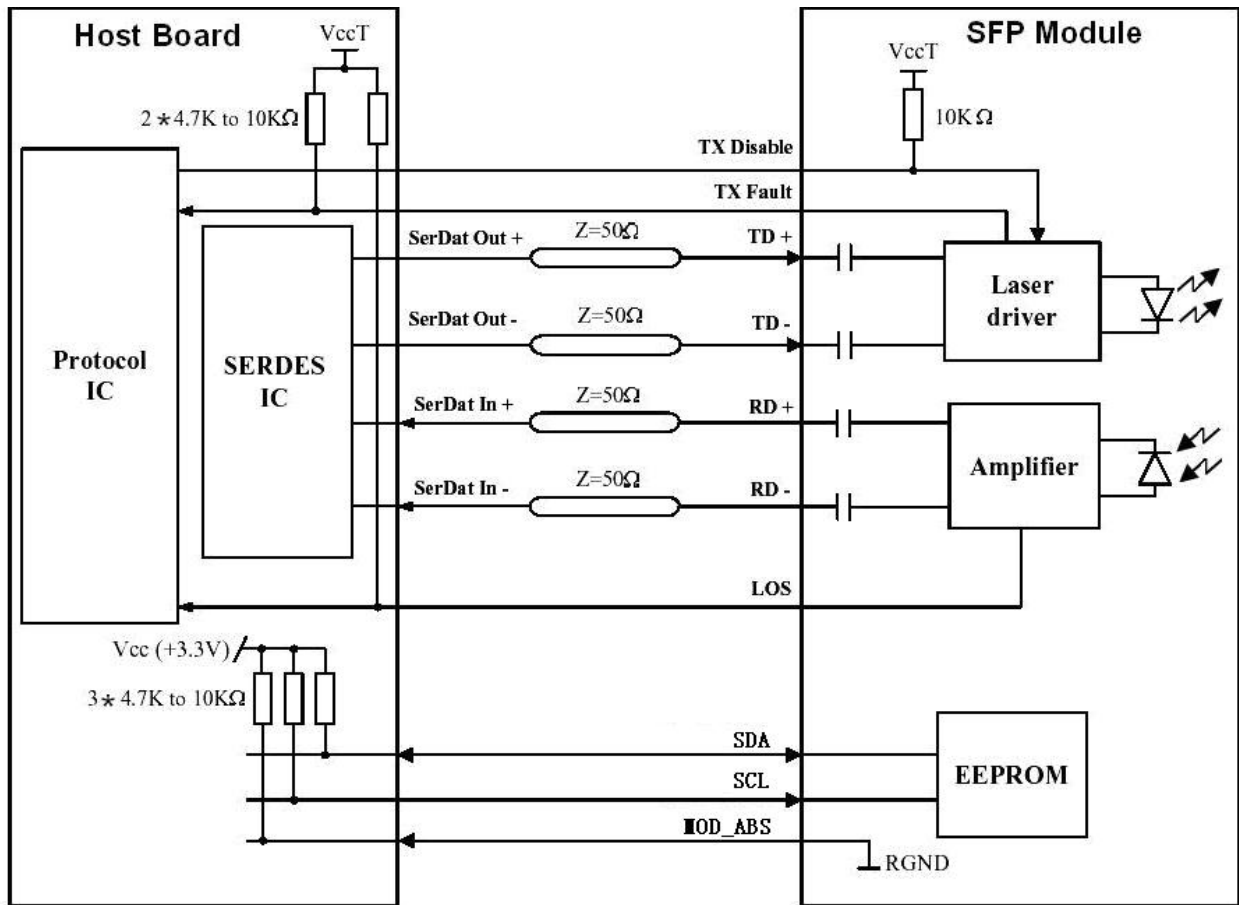 Host Board
SFP Module
VccT
VccT
2*4.7K to 10KΩ
10KΩ
TX Disable
TX Fault
SerDat Out +
Z=50Ω
TD +
SerDat Out -
Z=50Ω
TD -
Laser
driver
Protocol
IC
SERDES
IC
SerDat In +
Z=50Ω
RD +
SerDat In -
Z=50Ω
RD -
Amplifier
LOS
Vcc (+3.3V)
3*4.7K to 10KΩ
SDA
SCL
MOD_ABS
EEPROM
RGND